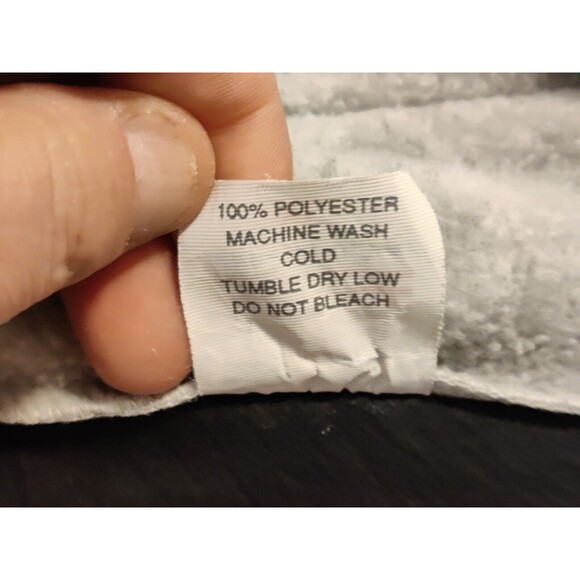 100% POLYESTER
MACHINE WASH
COLD
TUMBLE DRY LOW
DO NOT BLEACH